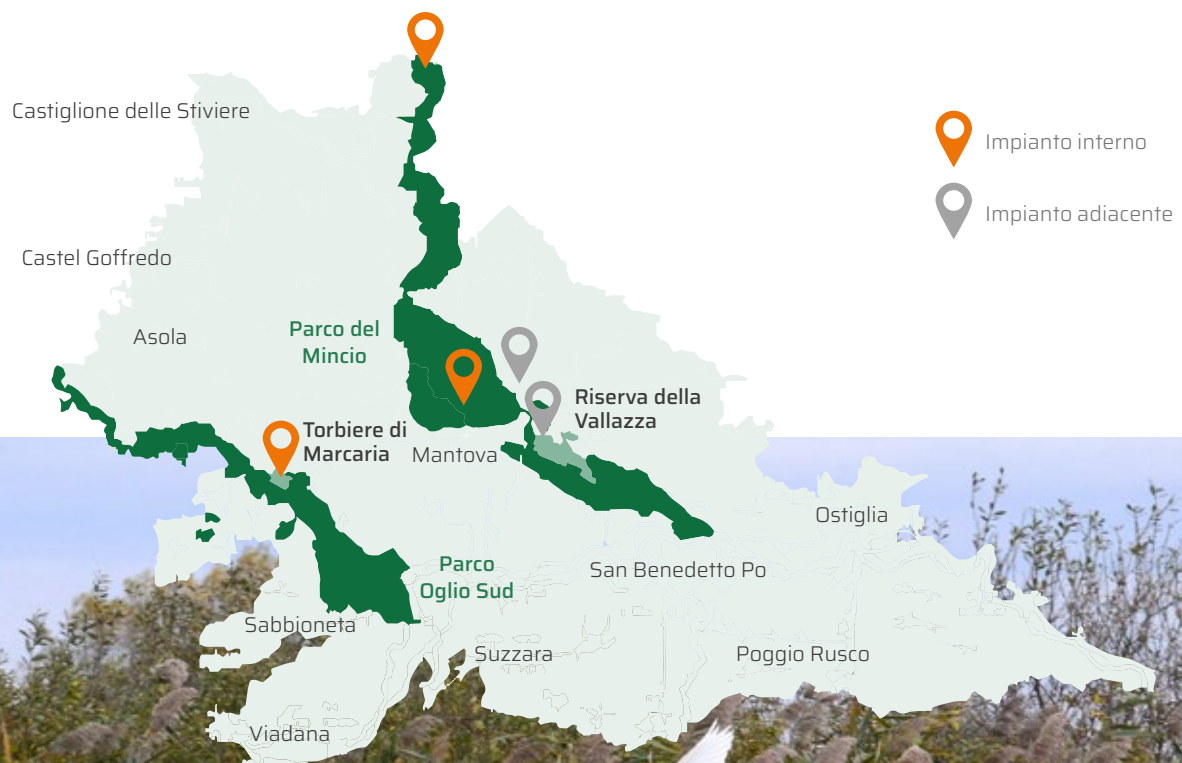 Castiglione delle Stiviere
Impianto interno
Impianto adiacente
Castel Goffredo
Asola
Parco del
Mincio
Riserva della
Vallazza
Torbiere di
Marcaria
Mantova
Ostiglia
Parco
Oglio Sud
San Benedetto Po
Sabbioneta
Suzzara
Poggio Rusco
Viadana